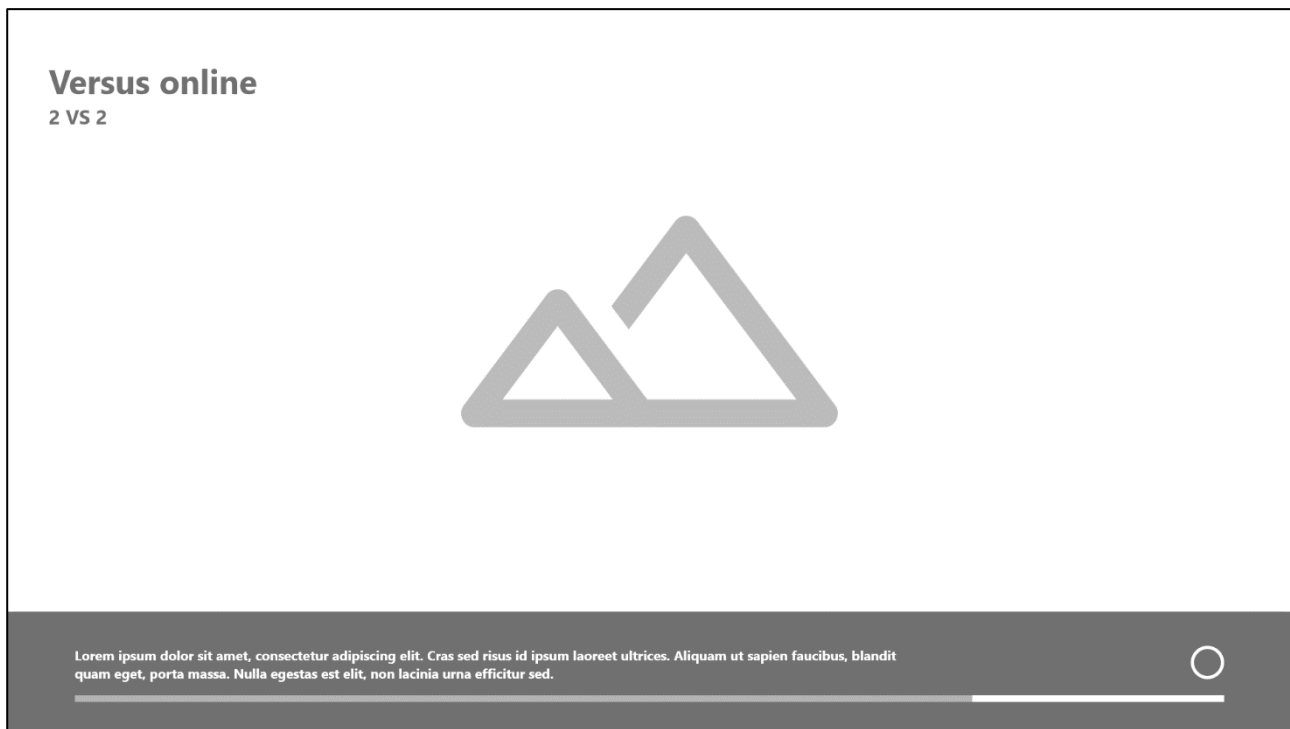 Versus online
2 VS 2
Lorem ipsum dolor sit amet, consectetur adipiscing elit. Cras sed risus id ipsum laoreet ultrices. Aliquam ut sapien faucibus, blandit
quam eget, porta massa. Nulla egestas est elit, non lacinia urna efficitur sed.